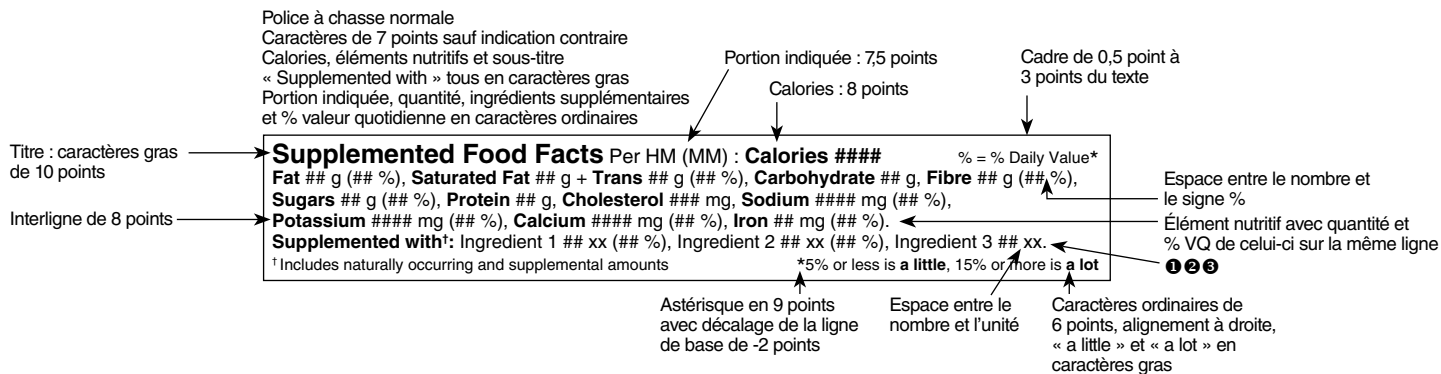 Police à chasse normale
Caractères de 7 points sauf indication contraire
Calories, éléments nutritifs et sous-titre
« Supplemented with » tous en caractères gras
Portion indiquée, quantité, ingrédients supplémentaires
et % valeur quotidienne en caractères ordinaires
Portion indiquée : 7,5 points
Calories : 8 points
Cadre de 0,5 point à
3 points du texte
Titre : caractères gras
de 10 points
Interligne de 8 points
Supplemented Food Facts Per HM (MM) : Calories #### % = % Daily Value*
Fat ## g (## %), Saturated Fat ## g + Trans ## g (## %), Carbohydrate ## g, Fibre ## g (## %),
Sugars ## g (## %), Protein ## g, Cholesterol ### mg, Sodium #### mg (## %),
Potassium #### mg (## %), Calcium #### mg (## %), Iron ## mg (## %).
Supplemented with†: Ingredient 1 ## xx (## %), Ingredient 2 ## xx (## %), Ingredient 3 ## xx.
† Includes naturally occurring and supplemental amounts *5% or less is a little, 15% or more is a lot
Espace entre le nombre et
le signe %
Élément nutritif avec quantité et
% VQ de celui-ci sur la même ligne
❶❷❸
Astérisque en 9 points
avec décalage de la ligne
de base de -2 points
Espace entre le
nombre et l'unité
Caractères ordinaires de
6 points, alignement à droite,
« a little » et « a lot » en
caractères gras